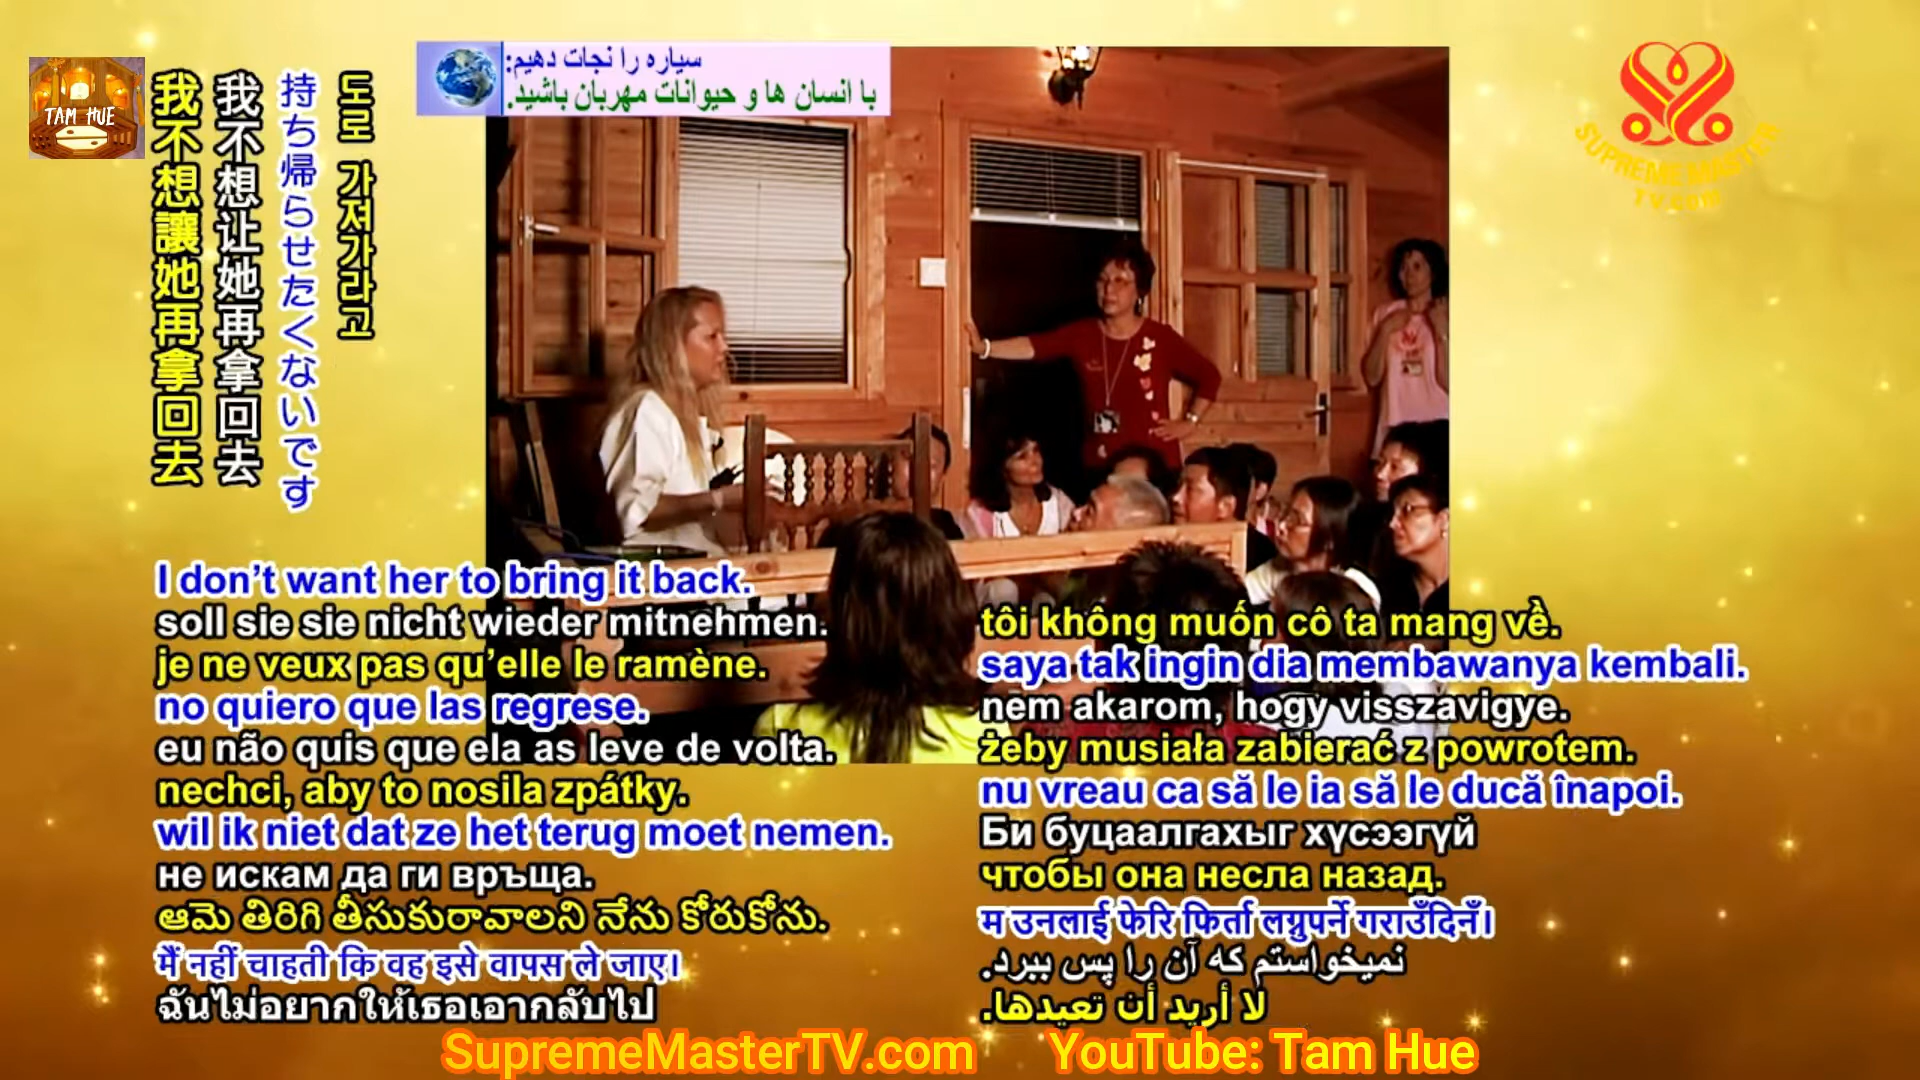 TAM HUE
我不想讓她再拿回去
我不想让她再拿回去
持ち帰らせたくないです
도로 가져가라고
سیاره را نجات دهیم:
با انسان ها و حیوانات مهربان باشید.
SUPREME MASTER
TV.COM
I don’t want her to bring it back.
soll sie sie nicht wieder mitnehmen.
je ne veux pas qu’elle le ramène.
no quiero que las regrese.
eu não quis que ela as leve de volta.
nechci, aby to nosila zpátky.
wil ik niet dat ze het terug moet nemen.
не искам да ги връща.
ఆమె తిరిగి తీసుకురావాలని నేను కోరుకోను.
मैं नहीं चाहती कि वह इसे वापस ले जाए।
ฉันไม่อยากให้เธอเอากลับไป
tôi không muốn cô ta mang về.
saya tak ingin dia membawanya kembali.
nem akarom, hogy visszavigye.
żeby musiała zabierać z powrotem.
nu vreau ca să le ia să le ducă înapoi.
Би буцаалгахыг хүсээгүй
чтобы она несла назад.
म उनलाई फेरि फिर्ता लग्नुपर्ने गराउँदिनँ।
نمیخواستم که آن را پس ببرد.
لا أريد أن تعيدها.
SupremeMasterTV.com YouTube: Tam Hue